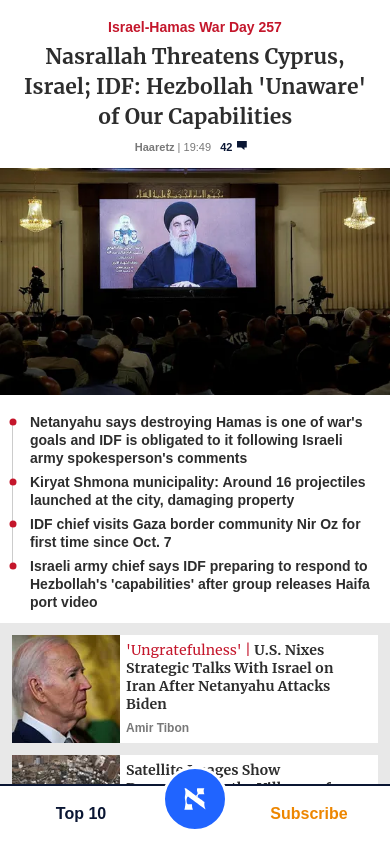 Israel-Hamas War Day 257
Nasrallah Threatens Cyprus,
Israel; IDF: Hezbollah 'Unaware'
of Our Capabilities
Haaretz | 19:49 42
Netanyahu says destroying Hamas is one of war's
goals and IDF is obligated to it following Israeli
army spokesperson's comments
Kiryat Shmona municipality: Around 16 projectiles
launched at the city, damaging property
IDF chief visits Gaza border community Nir Oz for
first time since Oct. 7
Israeli army chief says IDF preparing to respond to
Hezbollah's 'capabilities' after group releases Haifa
port video
'Ungratefulness' | U.S. Nixes
Strategic Talks With Israel on
Iran After Netanyahu Attacks
Biden
Amir Tibon
Satellite Images Show
Top 10
Subscribe